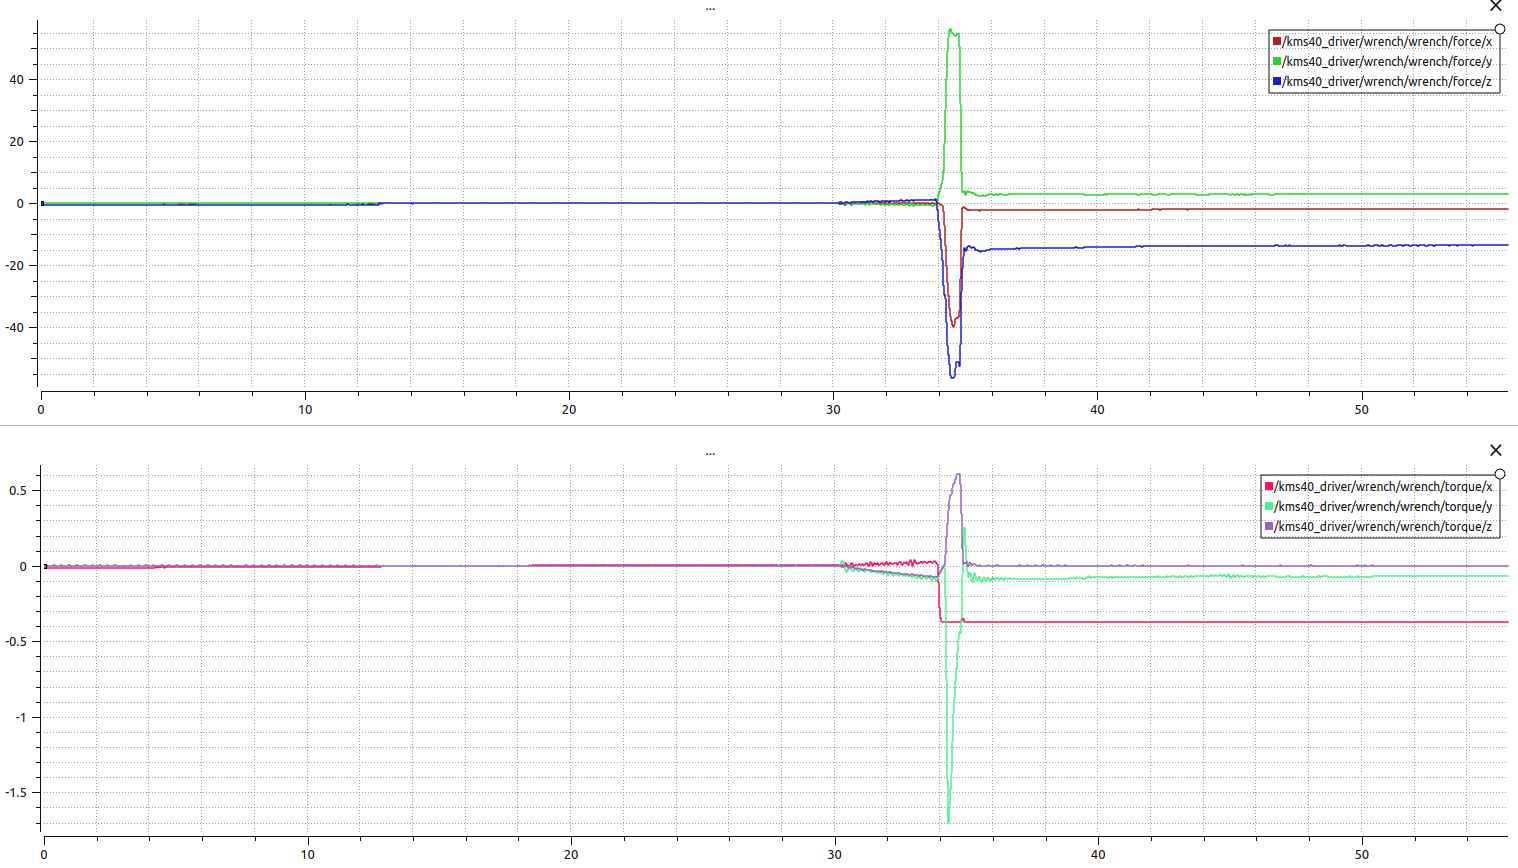 ...
/kms40_driver/wrench/wrench/force/x
/kms40_driver/wrench/wrench/force/y
/kms40_driver/wrench/wrench/force/z
40
20
0
-20
-40
0 10 20 30 40 50
...
/kms40_driver/wrench/wrench/torque/x
/kms40_driver/wrench/wrench/torque/y
/kms40_driver/wrench/wrench/torque/z
0.5
0
-0.5
-1
-1.5
0 10 20 30 40 50